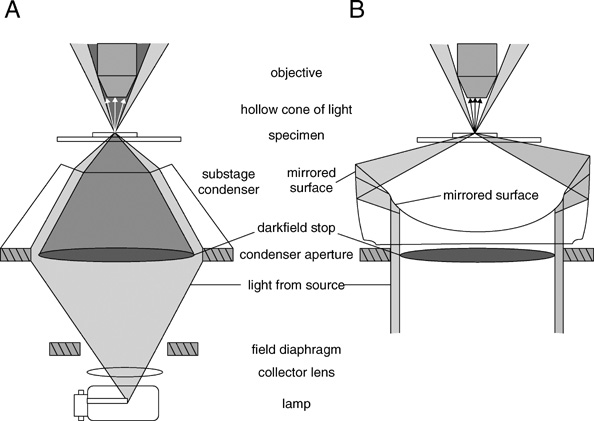 A
B
objective
hollow cone of light
specimen
substage
condenser
mirrored
surface
mirrored surface
darkfield stop
condenser aperture
light from source
field diaphragm
collector lens
lamp